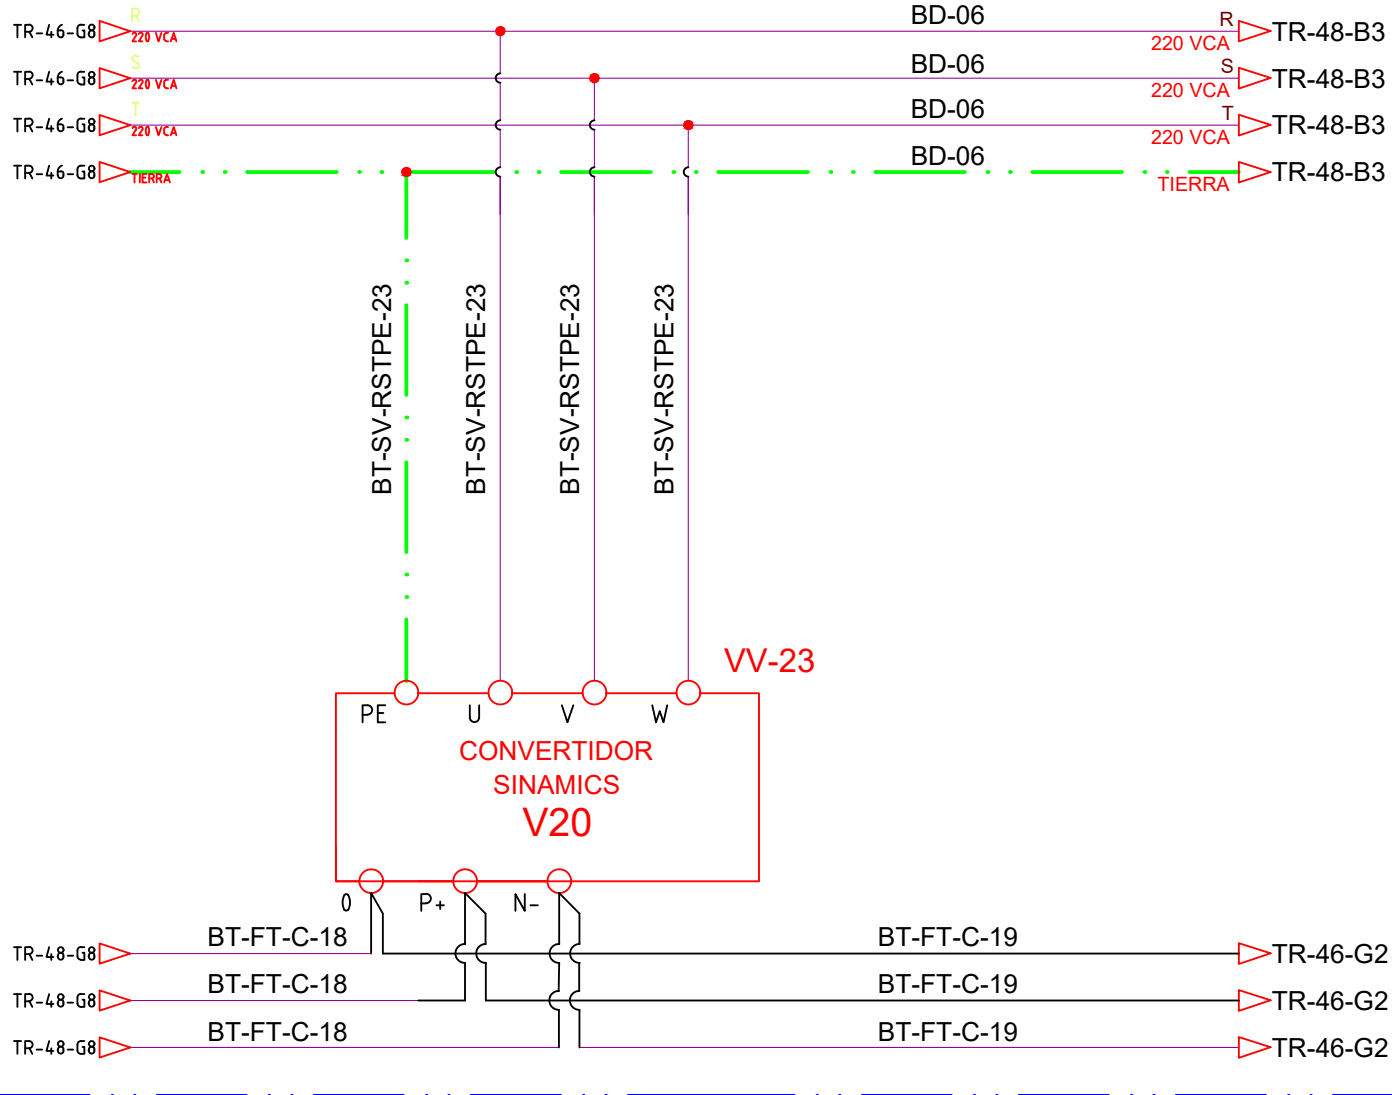 R BD-06 R
TR-46-G8 220 VCA 220 VCA TR-48-B3
S BD-06 S
TR-46-G8 220 VCA 220 VCA TR-48-B3
T BD-06 T
TR-46-G8 220 VCA 220 VCA TR-48-B3
BD-06
TR-46-G8 TIERRA TIERRA TR-48-B3
BT-SV-RSTPE-23
BT-SV-RSTPE-23
BT-SV-RSTPE-23
BT-SV-RSTPE-23
VV-23
PE U V W
CONVERTIDOR
SINAMICS
V20
0 P+ N-
TR-48-G8 BT-FT-C-18 BT-FT-C-19 TR-46-G2
TR-48-G8 BT-FT-C-18 BT-FT-C-19 TR-46-G2
TR-48-G8 BT-FT-C-18 BT-FT-C-19 TR-46-G2